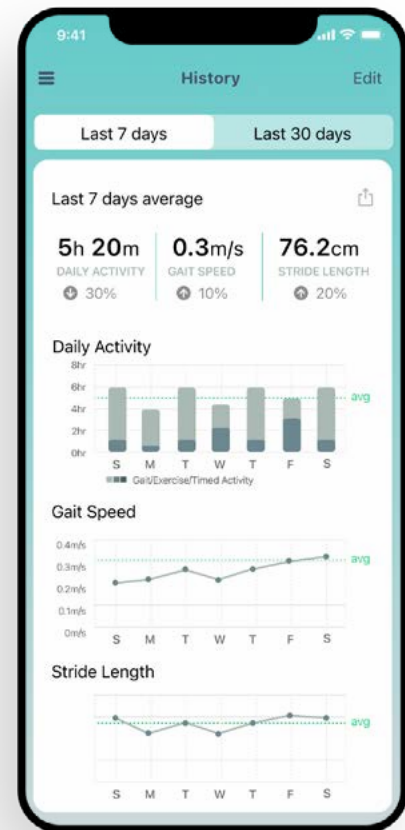 9:41
History
Edit
Last 7 days
Last 30 days
Last 7 days average
5h 20m
0.3m/s
76.2cm
DAILY ACTIVITY
GAIT SPEED
STRIDE LENGTH
30%
10%
20%
Daily Activity
8hr
6hr
avg
4hr
2hr
0hr
S M T W T F S
Gait/Exercise/Timed Activity
Gait Speed
0.4m/s
avg
0.3m/s
0.2m/s
0.1m/s
0m/s
S M T W T F S
Stride Length
avg
S M T W T F S